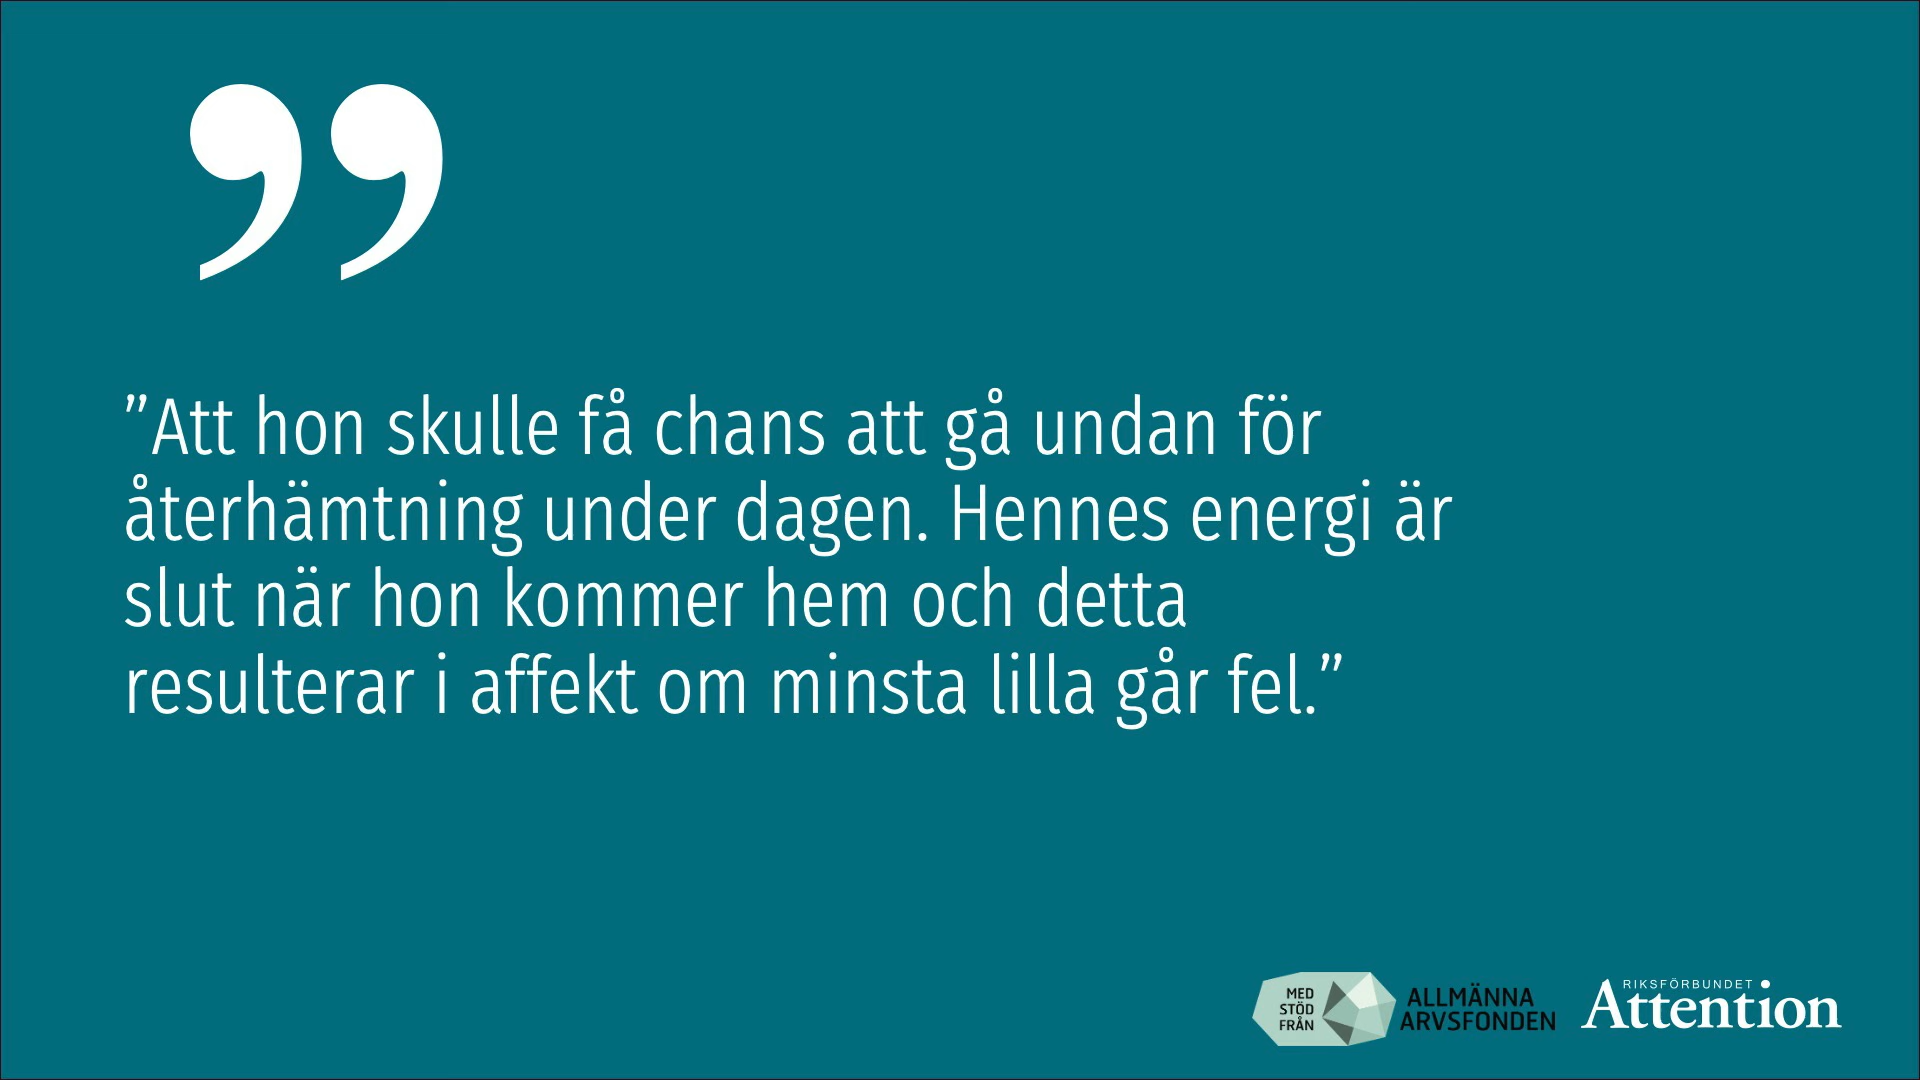 ”
”Att hon skulle få chans att gå undan för
återhämtning under dagen. Hennes energi är
slut när hon kommer hem och detta
resulterar i affekt om minsta lilla går fel.”
MED
STÖD
FRÅN
ALLMÄNNA
ARVSFONDEN
RIKSFÖRBUNDET
Attention